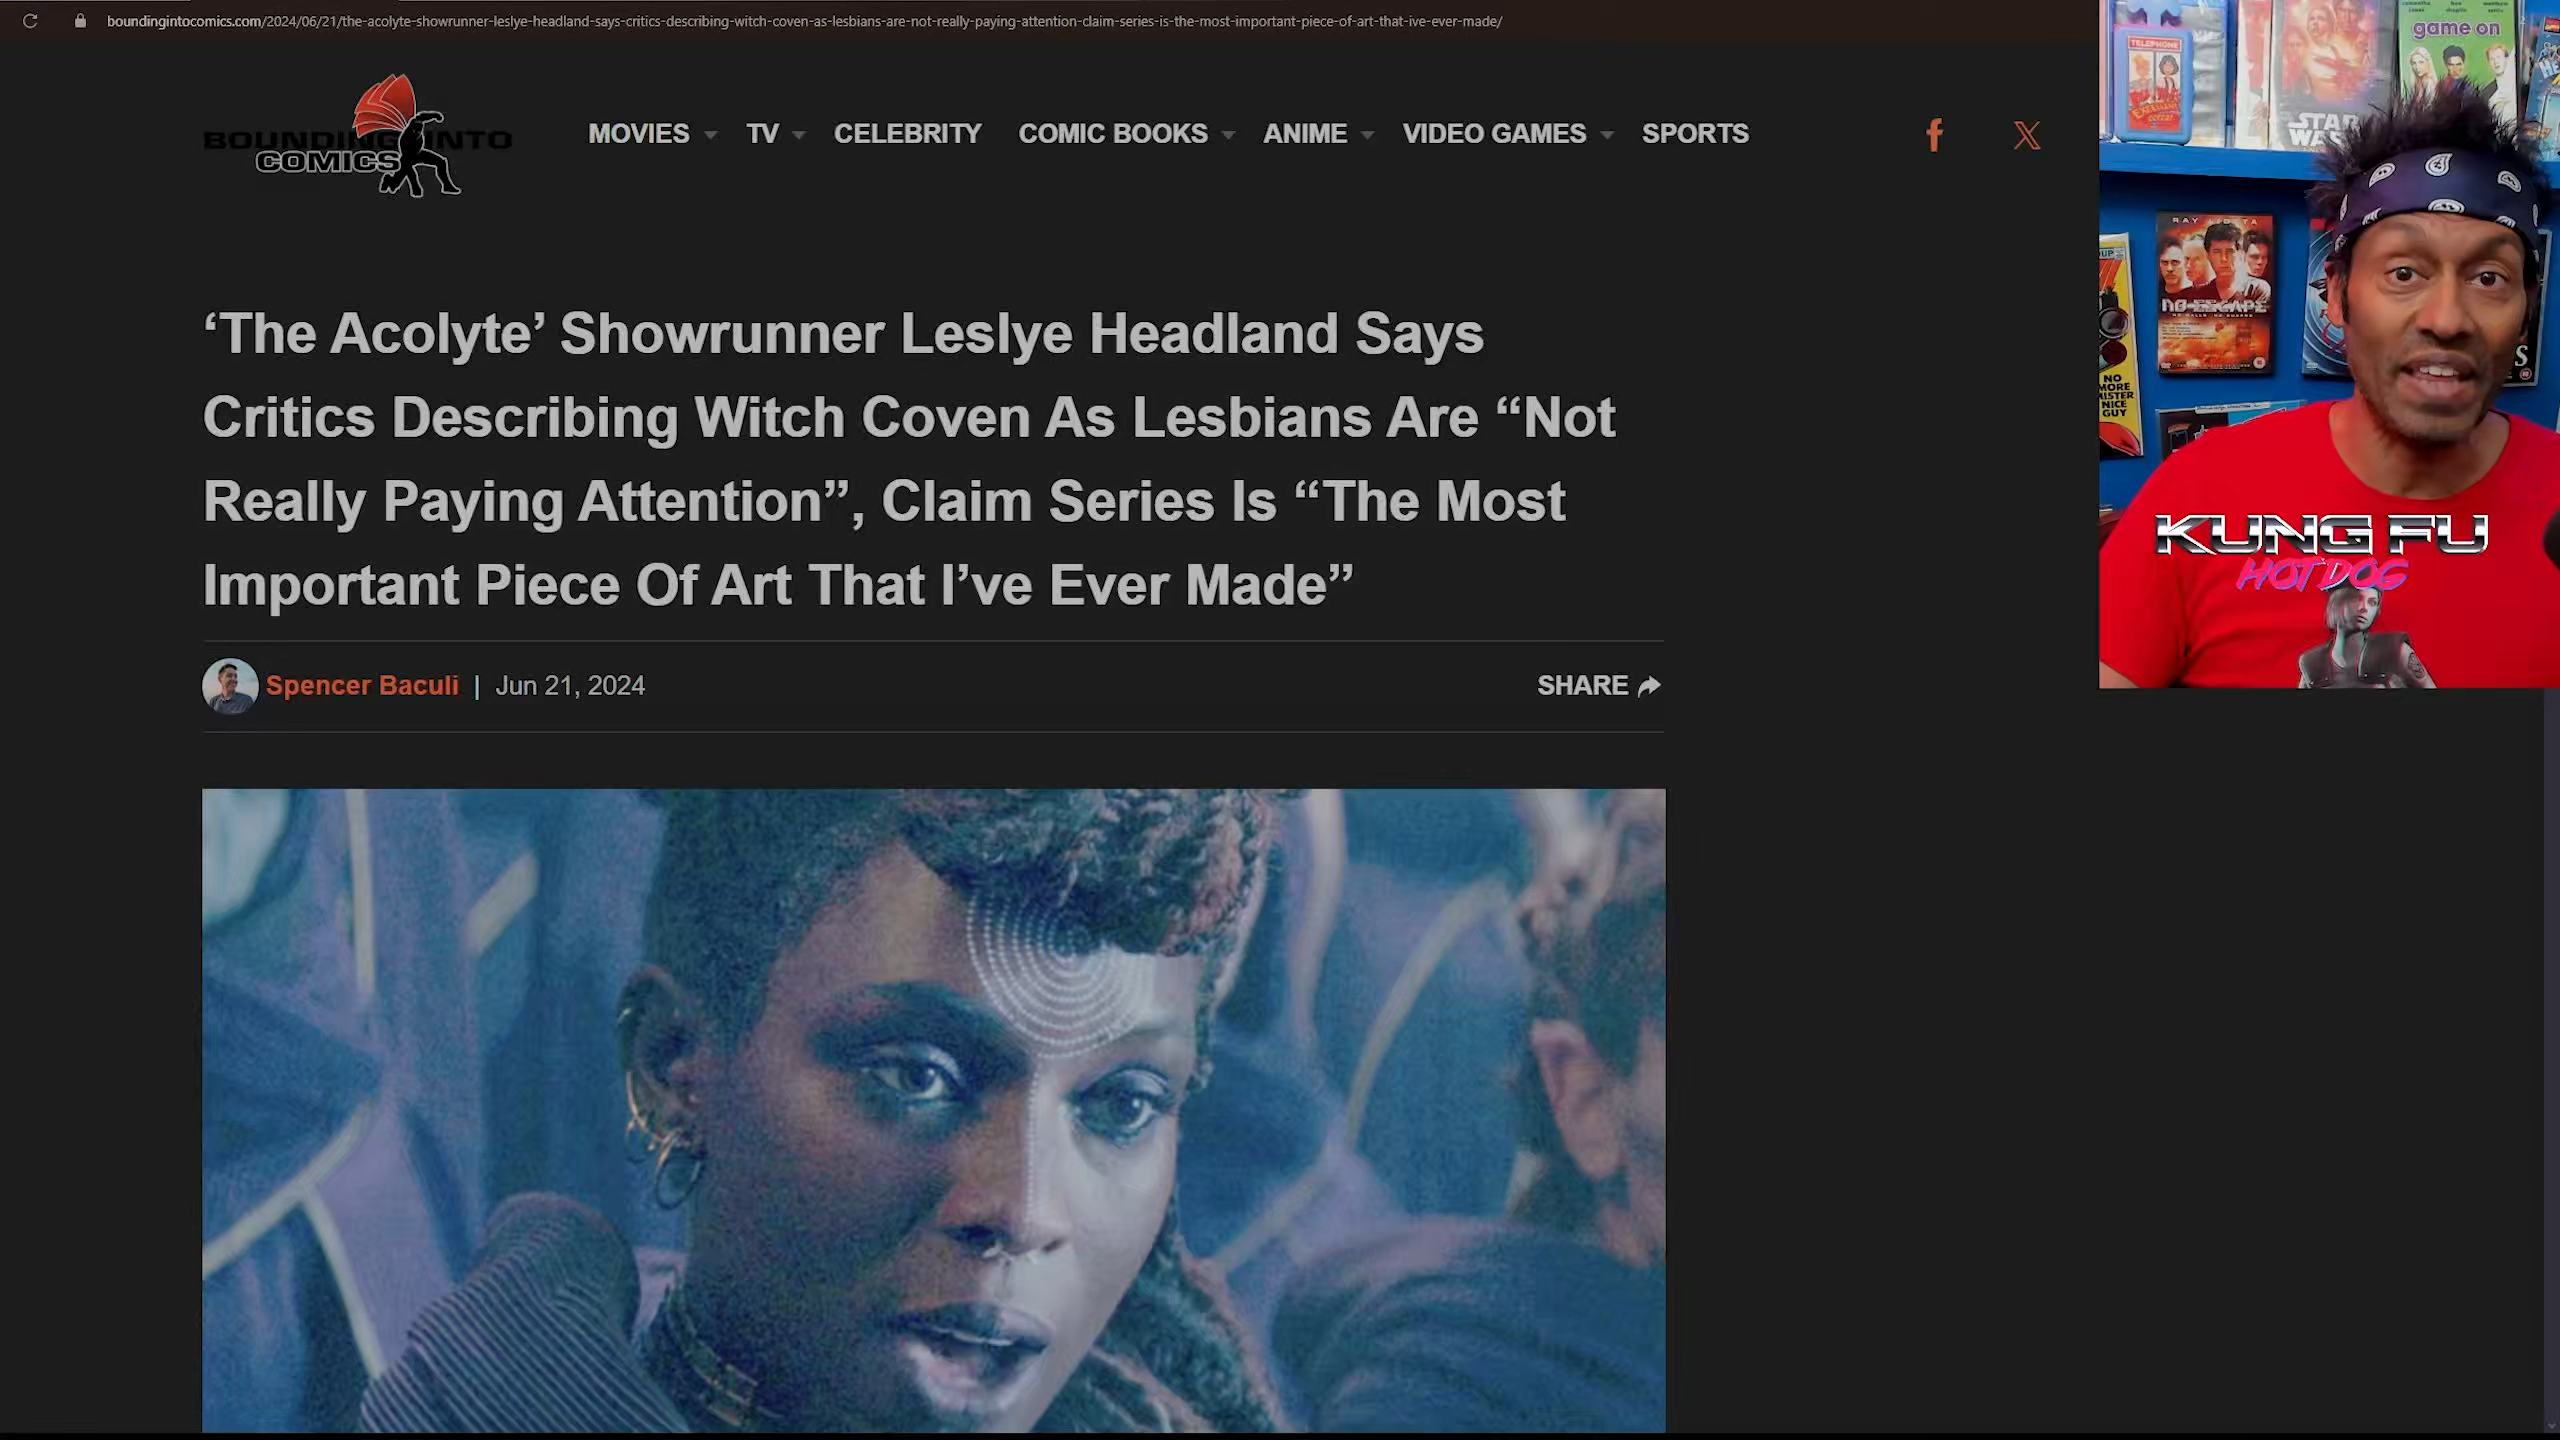 boundingintocomics.com/2024/06/21/the-acolyte-showrunner-leslye-headland-says-critics-describing-witch-coven-as-lesbians-are-not-really-paying-attention-claim-series-is-the-most-important-piece-of-art-that-ive-ever-made/
BOUNDING INTO
COMICS
MOVIES TV CELEBRITY COMIC BOOKS ANIME VIDEO GAMES SPORTS
f X
‘The Acolyte’ Showrunner Leslye Headland Says
Critics Describing Witch Coven As Lesbians Are “Not
Really Paying Attention”, Claim Series Is “The Most
Important Piece Of Art That I’ve Ever Made”
Spencer Baculi | Jun 21, 2024
SHARE
TELEPHONE
game on
STAR
WARS
NO ESCAPE
NO
MORE
MISTER
NICE
GUY
KUNG FU
HOT DOG